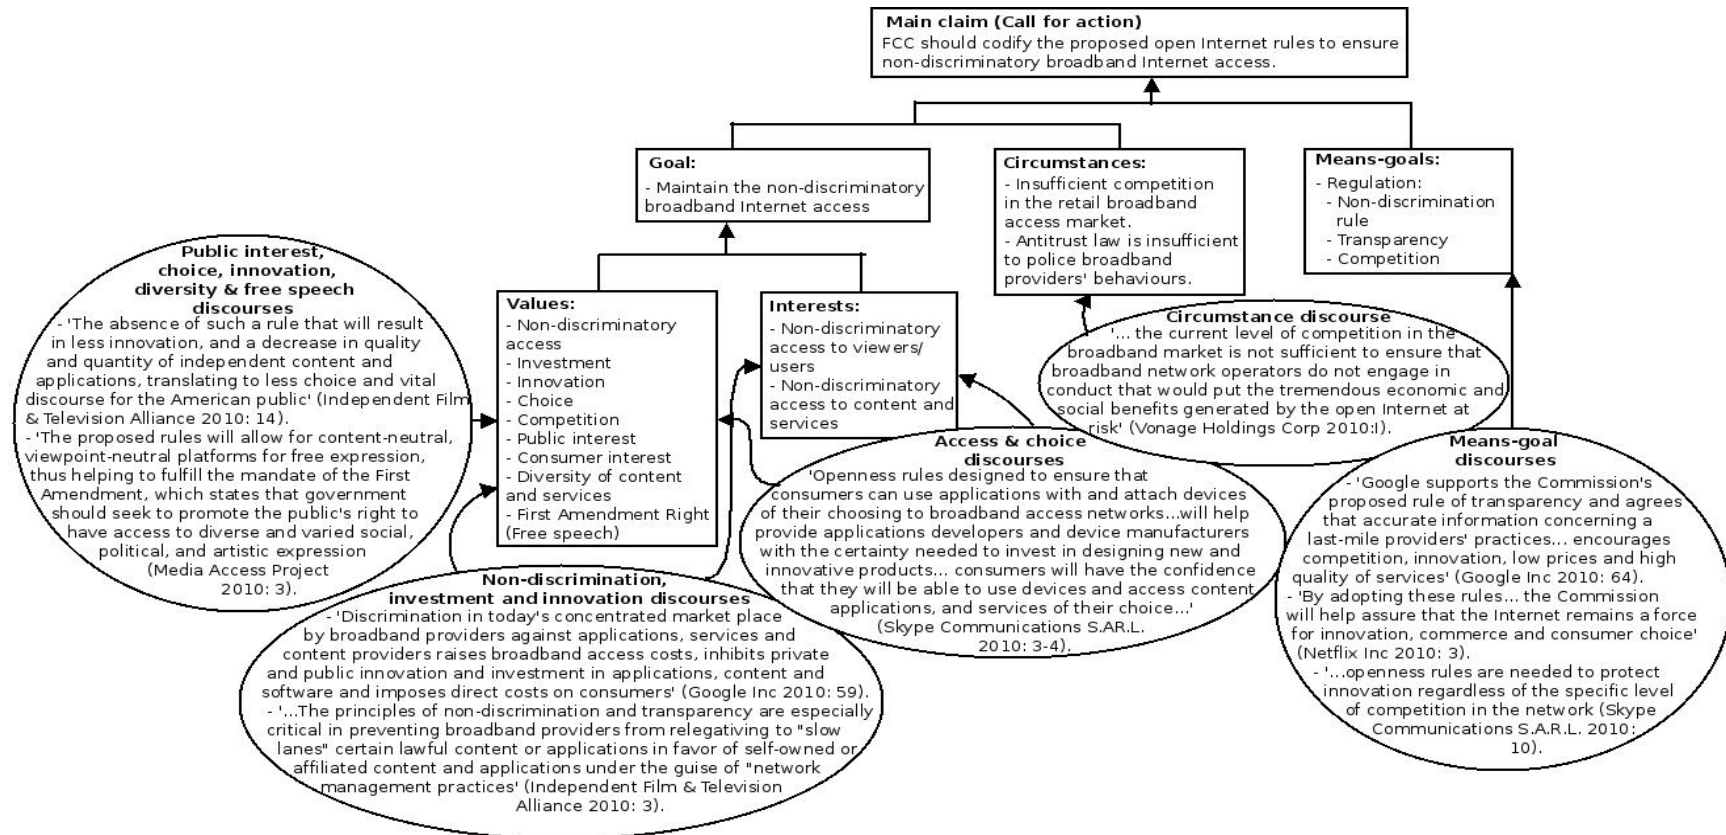 Main claim (Call for action)
FCC should codify the proposed open Internet rules to ensure
non-discriminatory broadband Internet access.
Goal:
- Maintain the non-discriminatory
broadband Internet access
Circumstances:
- Insufficient competition
in the retail broadband
access market.
- Antitrust law is insufficient
to police broadband
providers' behaviours.
Means-goals:
- Regulation:
- Non-discrimination
rule
- Transparency
- Competition
Public interest,
choice, innovation,
diversity & free speech
discourses
- 'The absence of such a rule that will result
in less innovation, and a decrease in quality
and quantity of independent content and
applications, translating to less choice and vital
discourse for the American public' (Independent Film
& Television Alliance 2010: 14).
- 'The proposed rules will allow for content-neutral,
viewpoint-neutral platforms for free expression,
thus helping to fulfill the mandate of the First
Amendment, which states that government
should seek to promote the public's right to
have access to diverse and varied social,
political, and artistic expression
(Media Access Project
2010: 3).
Values:
- Non-discriminatory
access
- Investment
- Innovation
- Choice
- Competition
- Public interest
- Consumer interest
- Diversity of content
and services
- First Amendment Right
(Free speech)
Interests:
- Non-discriminatory
access to viewers/
users
- Non-discriminatory
access to content and
services
Circumstance discourse
'... the current level of competition in the
broadband market is not sufficient to ensure that
broadband network operators do not engage in
conduct that would put the tremendous economic and
social benefits generated by the open Internet at
risk' (Vonage Holdings Corp 2010:I).
Access & choice
discourses
'Openness rules designed to ensure that
consumers can use applications with and attach devices
of their choosing to broadband access networks...will help
provide applications developers and device manufacturers
with the certainty needed to invest in designing new and
innovative products... consumers will have the confidence
that they will be able to use devices and access content
applications, and services of their choice...'
(Skype Communications S.AR.L.
2010: 3-4).
Means-goal
discourses
- 'Google supports the Commission's
proposed rule of transparency and agrees
that accurate information concerning a
last-mile providers' practices... encourages
competition, innovation, low prices and high
quality of services' (Google Inc 2010: 64).
- 'By adopting these rules... the Commission
will help assure that the Internet remains a force
for innovation, commerce and consumer choice'
(Netflix Inc 2010: 3).
- '...openness rules are needed to protect
innovation regardless of the specific level
of competition in the network (Skype
Communications S.A.R.L. 2010:
10).
Non-discrimination,
investment and innovation discourses
- 'Discrimination in today's concentrated market place
by broadband providers against applications, services and
content providers raises broadband access costs, inhibits private
and public innovation and investment in applications, content and
software and imposes direct costs on consumers' (Google Inc 2010: 59).
- '...The principles of non-discrimination and transparency are especially
critical in preventing broadband providers from relegativing to "slow
lanes" certain lawful content or applications in favor of self-owned or
affiliated content and applications under the guise of "network
management practices' (Independent Film & Television
Alliance 2010: 3).